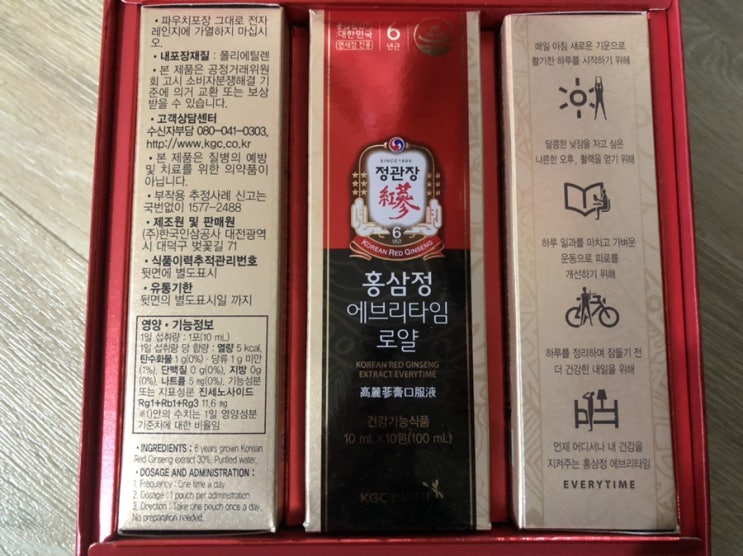 • 파우치포장 그대로 전자
레인지에 가열하지 마십시
오.
• 내포장재질 : 폴리에틸렌
• 본 제품은 공정거래위원
회 고시 소비자분쟁해결 기
준에 의거 교환 또는 보상
받을 수 있습니다.
• 고객상담센터
수신자부담 080-041-0303,
http://www.kgc.co.kr
• 본 제품은 질병의 예방
및 치료를 위한 의약품이
아닙니다.
• 부작용 추정사례 신고는
국번없이 1577-2488
• 제조원 및 판매원
(주)한국인삼공사 대전광역
시 대덕구 벚꽃길 71
• 식품이력추적관리번호
뒷면에 별도표시
• 유통기한
뒷면의 별도표시일 까지
영양 • 기능정보
1일 섭취량 : 1포(10 mL)
1일 섭취량 당 함량 : 열량 5 kcal,
탄수화물 1 g(0%) · 당류 1 g 미만
(1%), 단백질 0 g(0%), 지방 0g
(0%), 나트륨 5 mg(0%), 기능성분
또는 지표성분 진세노사이드
Rg1+Rb1+Rg3 11.6 mg
※()안의 수치는 1일 영양성분
기준치에 대한 비율임
• INGREDIENTS : 6 years grown Korean
Red Ginseng extract 30%, Purified water,
• DOSAGE AND ADMINISTRATION :
1. Frequency : One time a day
2. Dosage : 1 pouch per administration
3. Direction : Take one pouch once a day.
No preparation needed.
대한민국
면세점 전용
6
년근
SINCE 1899
정관장
紅蔘
6
년근
KOREAN RED GINSENG
홍삼정
에브리타임
로얄
KOREAN RED GINSENG
EXTRACT EVERYTIME
高麗蔘膏口服液
건강기능식품
10 mL × 10포(100 mL)
KGC 한국인삼공사
매일 아침 새로운 기운으로
활기찬 하루를 시작하기 위해
달콤한 낮잠을 자고 싶은
나른한 오후, 활력을 얻기 위해
하루 일과를 마치고 가벼운
운동으로 피로를
개선하기 위해
하루를 정리하며 잠들기 전
더 건강한 내일을 위해
언제 어디서나 내 건강을
지켜주는 홍삼정 에브리타임
EVERYTIME